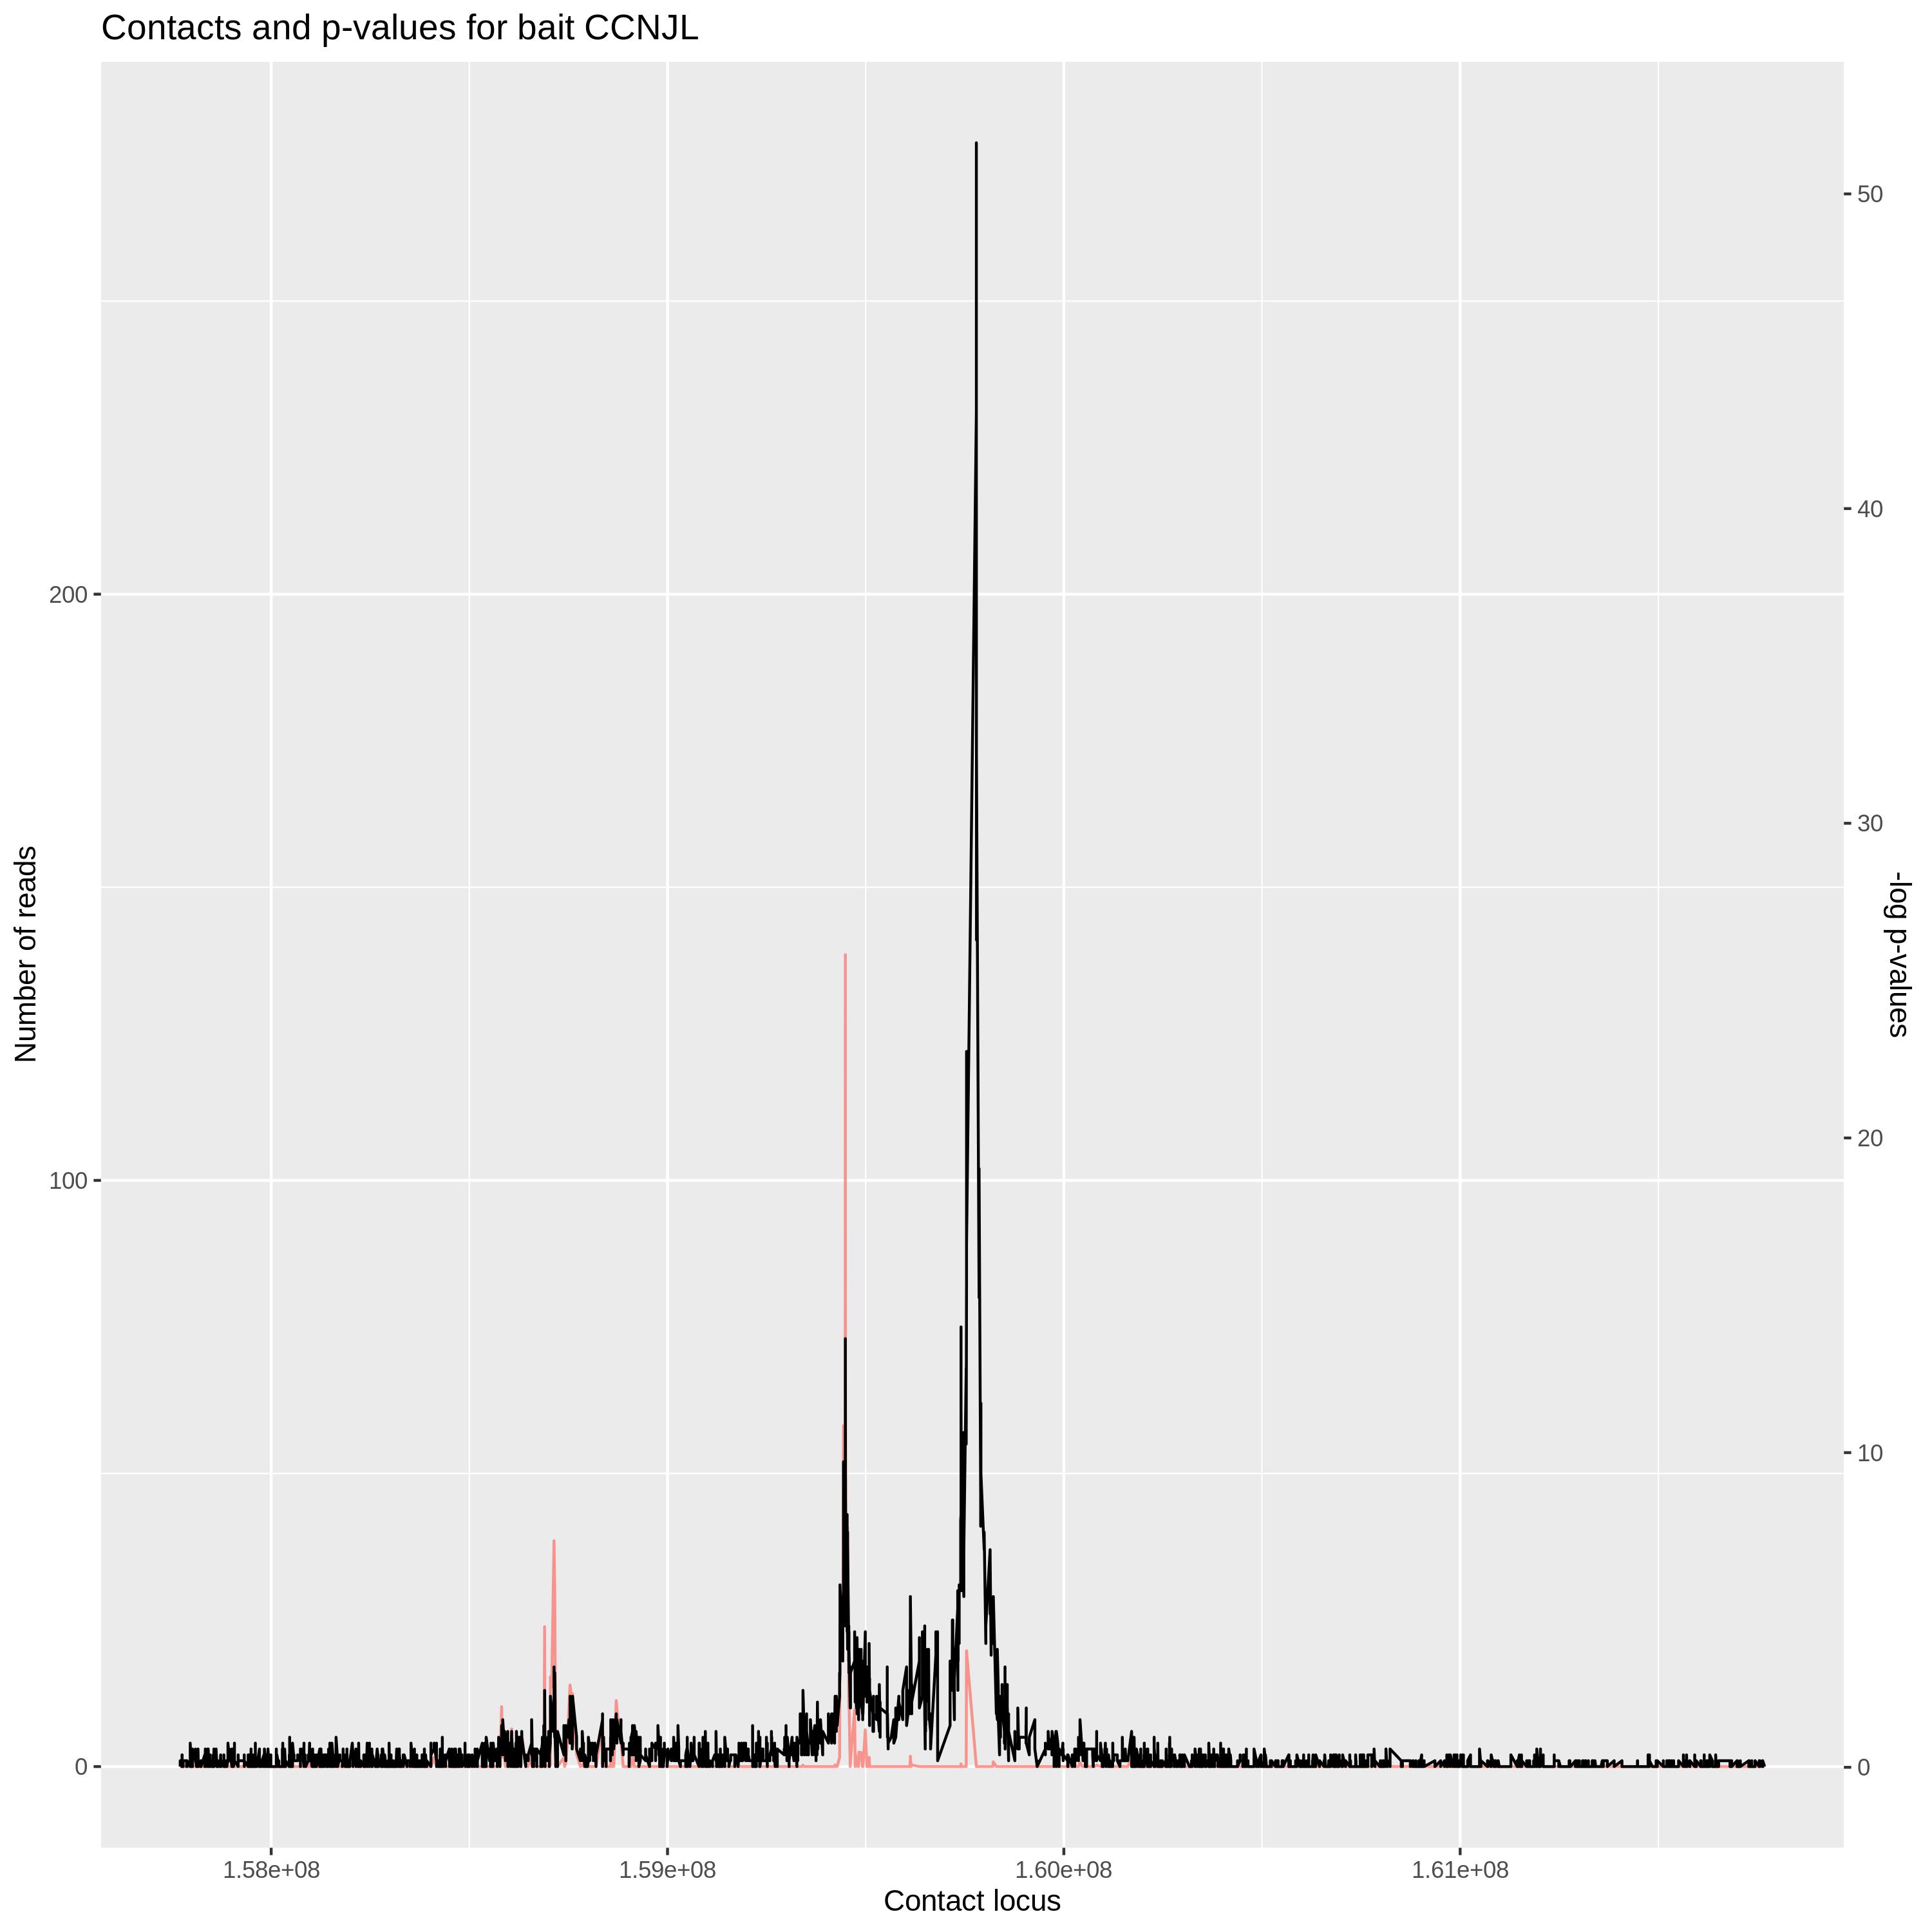 Contacts and p-values for bait CCNJL
Number of reads
200
100
0
50
40
30
20
10
0
-log p-values
1.58e+08
1.59e+08
1.60e+08
1.61e+08
Contact locus